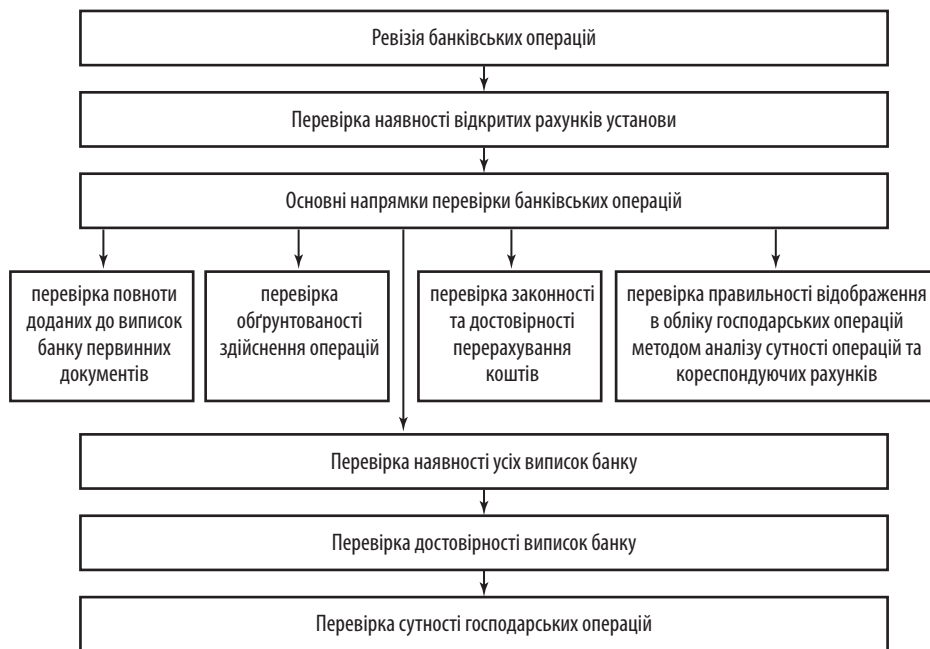 Ревізія банківських операцій
Перевірка наявності відкритих рахунків установи
Основні напрямки перевірки банківських операцій
перевірка повноти
доданих до виписок
банку первинних
документів
перевірка
обґрунтованості
здійснення операцій
перевірка законності
та достовірності
перерахування
коштів
перевірка правильності відображення
в обліку господарських операцій
методом аналізу сутності операцій та
кореспондуючих рахунків
Перевірка наявності усіх виписок банку
Перевірка достовірності виписок банку
Перевірка сутності господарських операцій